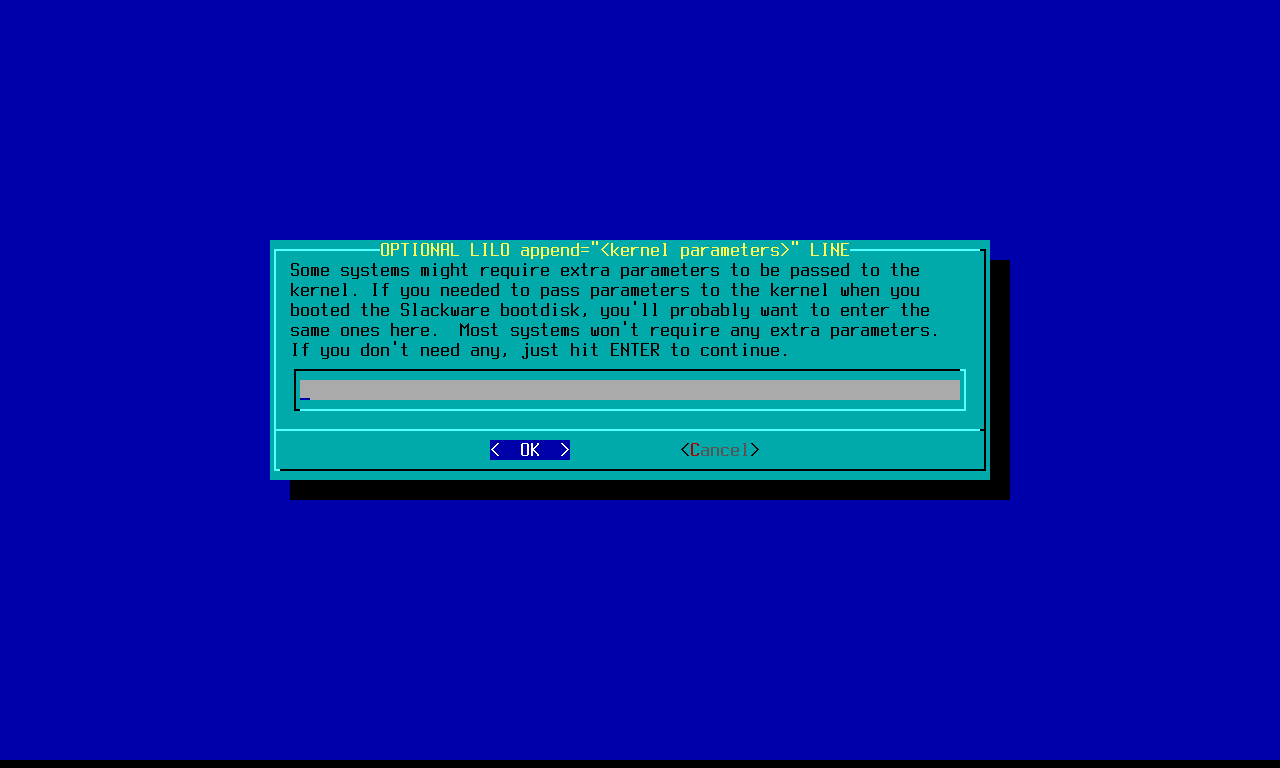 OPTIONAL LILO append="<kernel parameters>" LINE
Some systems might require extra parameters to be passed to the
kernel. If you needed to pass parameters to the kernel when you
booted the Slackware bootdisk, you'll probably want to enter the
same ones here.  Most systems won't require any extra parameters.
If you don't need any, just hit ENTER to continue.
<  OK  > <Cancel>